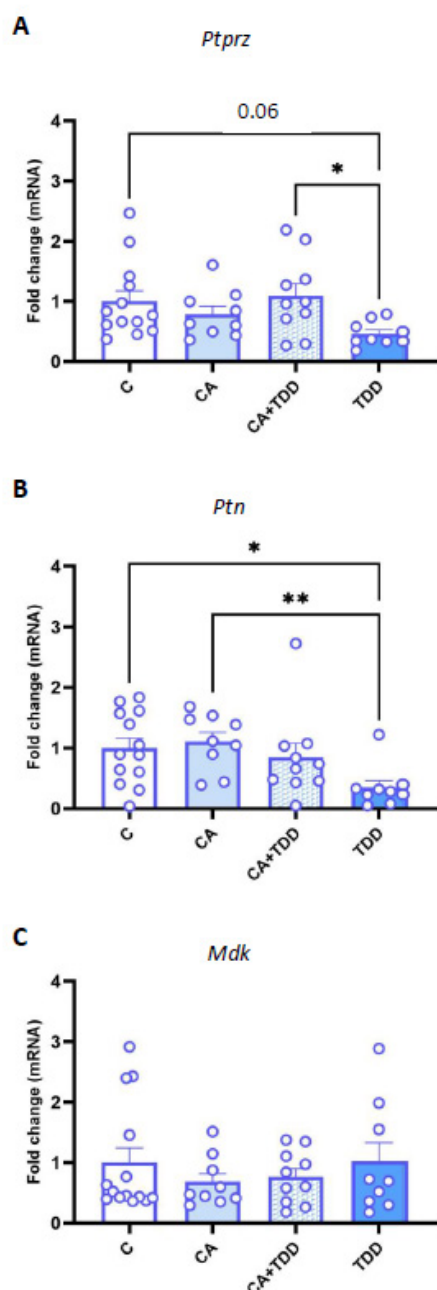 A
Ptprz
0.06
*
Fold change (mRNA)
4
3
2
1
0
C
CA
CA+TDD
TDD
B
Ptn
*
**
Fold change (mRNA)
4
3
2
1
0
C
CA
CA+TDD
TDD
C
Mdk
Fold change (mRNA)
4
3
2
1
0
C
CA
CA+TDD
TDD